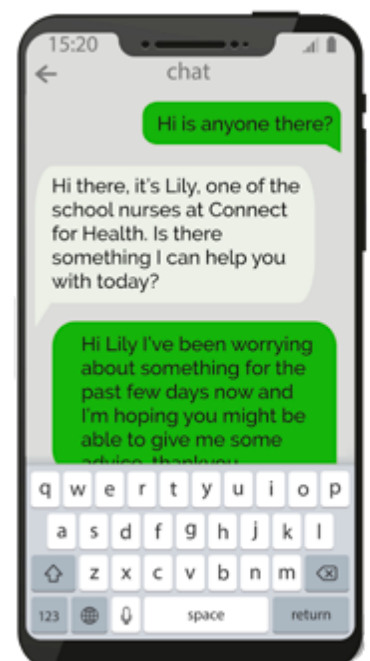 15:20
chat
Hi is anyone there?
Hi there, it's Lily, one of the
school nurses at Connect
for Health. Is there
something I can help you
with today?
Hi Lily I've been worrying
about something for the
past few days now and
I'm hoping you might be
able to give me some
advice, thankyou
q w e r t y u i o p
a s d f g h j k l
z x c v b n m
123 space return